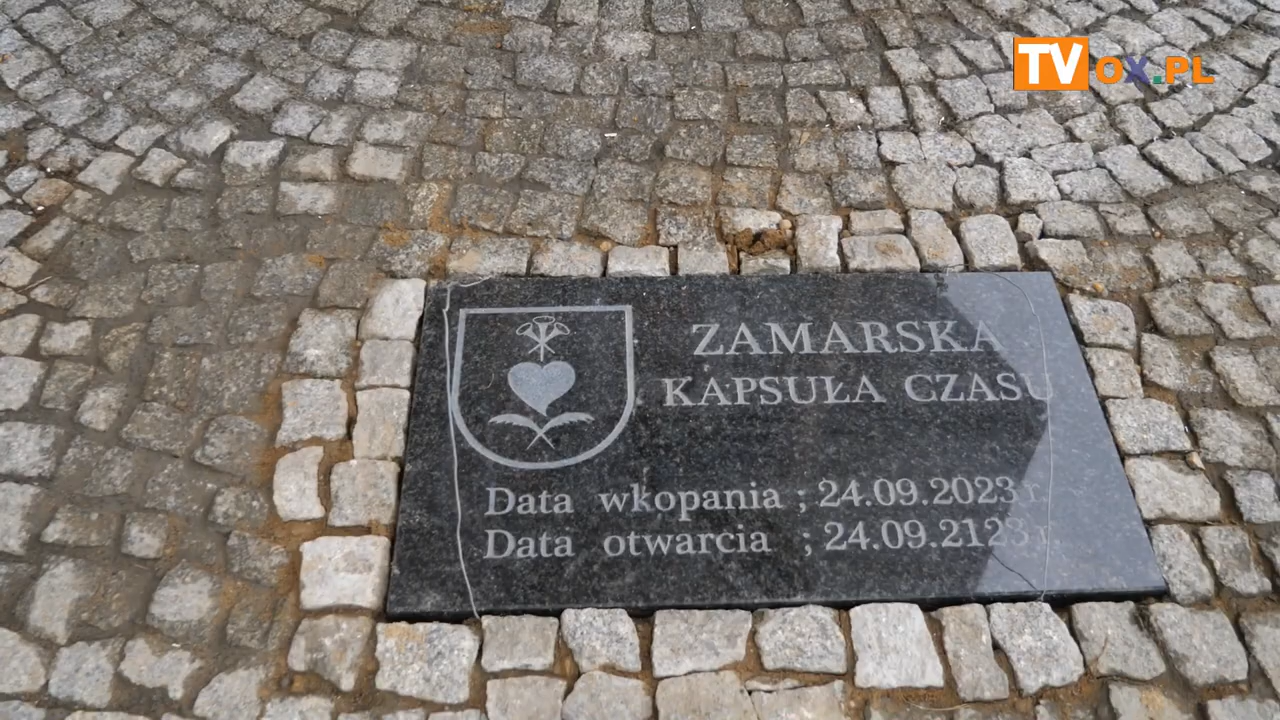 TVOX.PL
ZAMARSKA
KAPSUŁA CZASU
Data wkopania ; 24.09.2023 r.
Data otwarcia ; 24.09.2123 r.